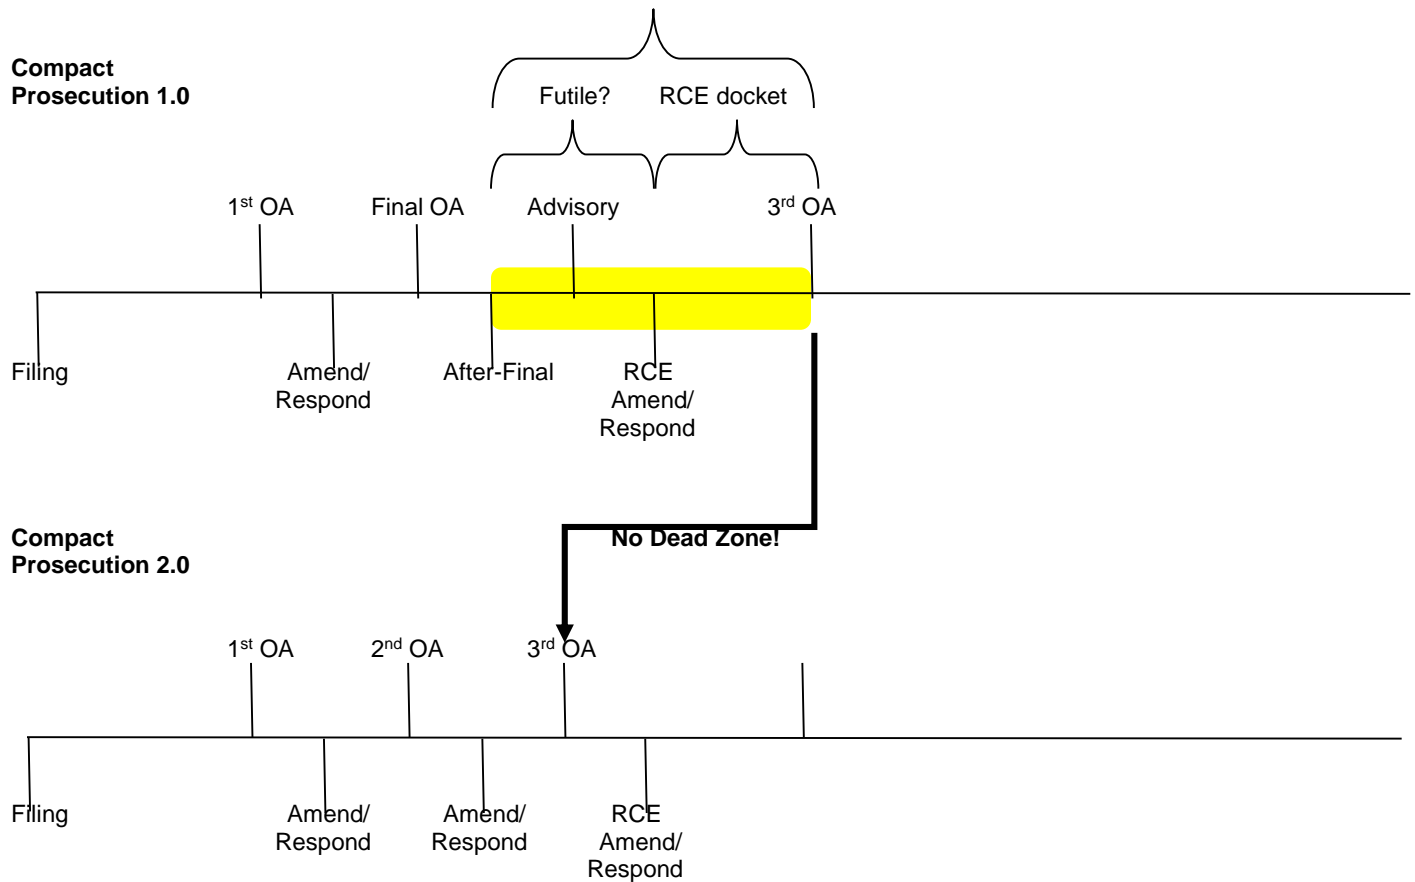 Compact
Prosecution 1.0
Futile? RCE docket
1st OA Final OA Advisory 3rd OA
Filing Amend/ After-Final RCE
Respond Amend/
Respond
Compact
Prosecution 2.0
No Dead Zone!
1st OA 2nd OA 3rd OA
Filing Amend/ Amend/ RCE
Respond Respond Amend/
Respond